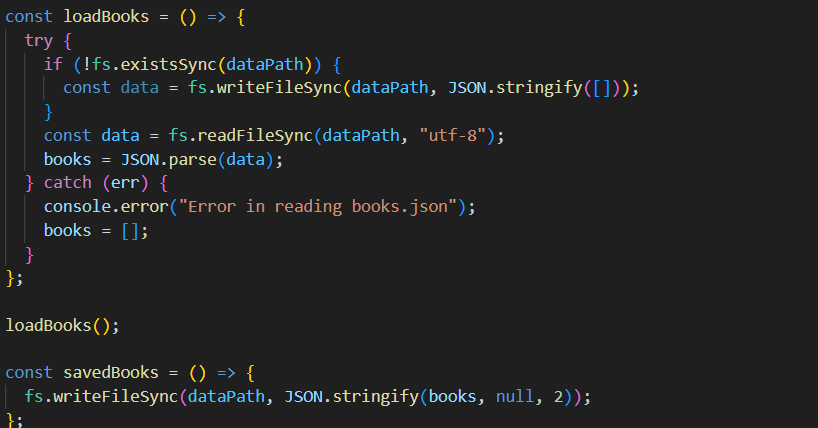 const loadBooks = () => {
  try {
    if (!fs.existsSync(dataPath)) {
      const data = fs.writeFileSync(dataPath, JSON.stringify([]));
    }
    const data = fs.readFileSync(dataPath, "utf-8");
    books = JSON.parse(data);
  } catch (err) {
    console.error("Error in reading books.json");
    books = [];
  }
};

loadBooks();

const savedBooks = () => {
  fs.writeFileSync(dataPath, JSON.stringify(books, null, 2));
};